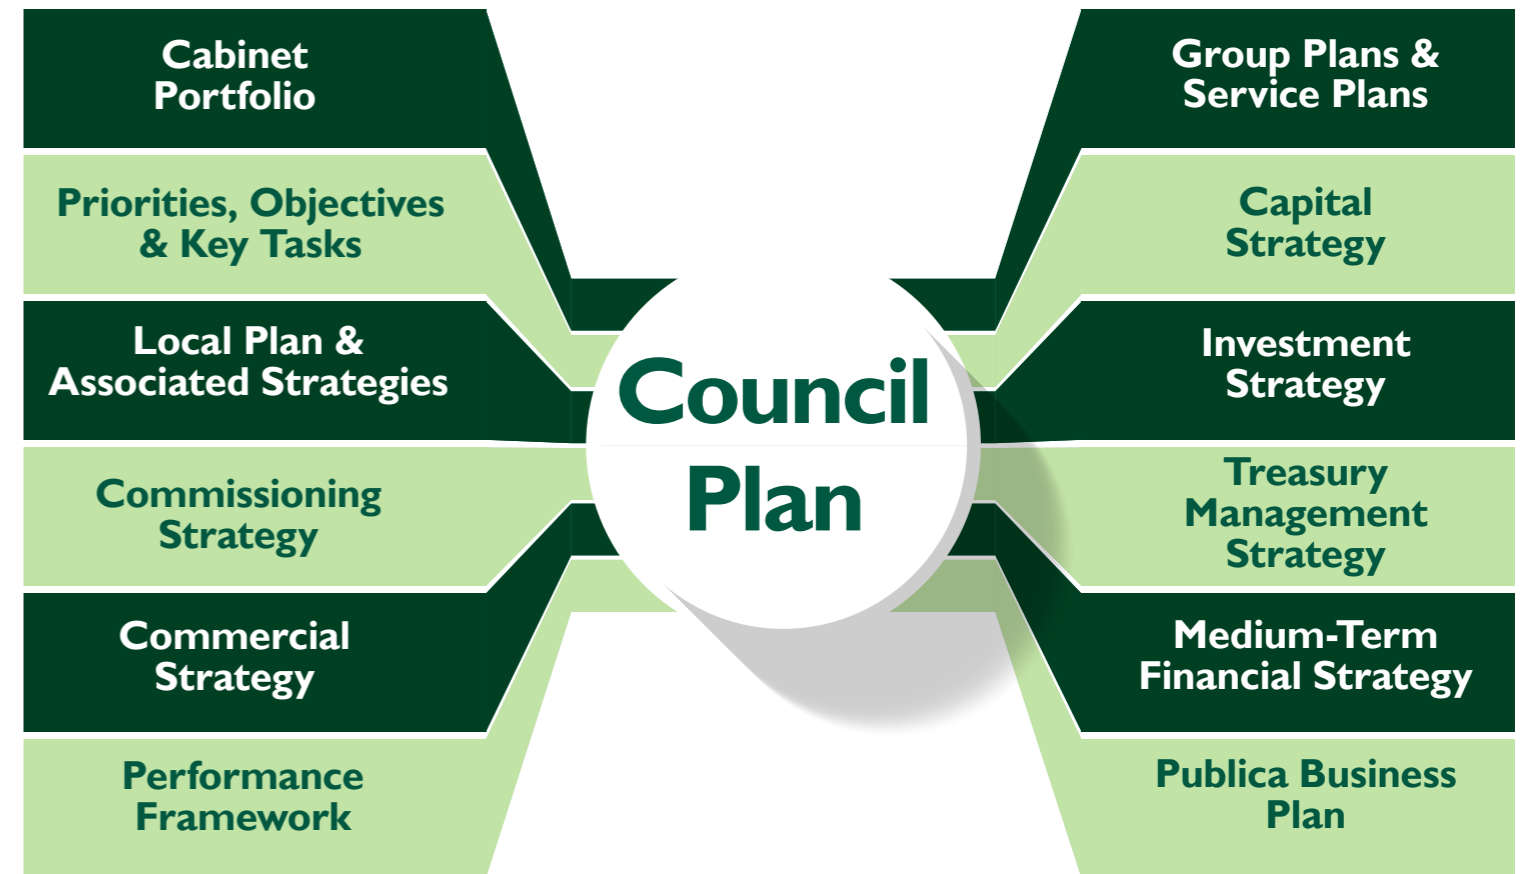 Cabinet
Portfolio
Priorities, Objectives
& Key Tasks
Local Plan &
Associated Strategies
Commissioning
Strategy
Commercial
Strategy
Performance
Framework
Council
Plan
Group Plans &
Service Plans
Capital
Strategy
Investment
Strategy
Treasury
Management
Strategy
Medium-Term
Financial Strategy
Publica Business
Plan